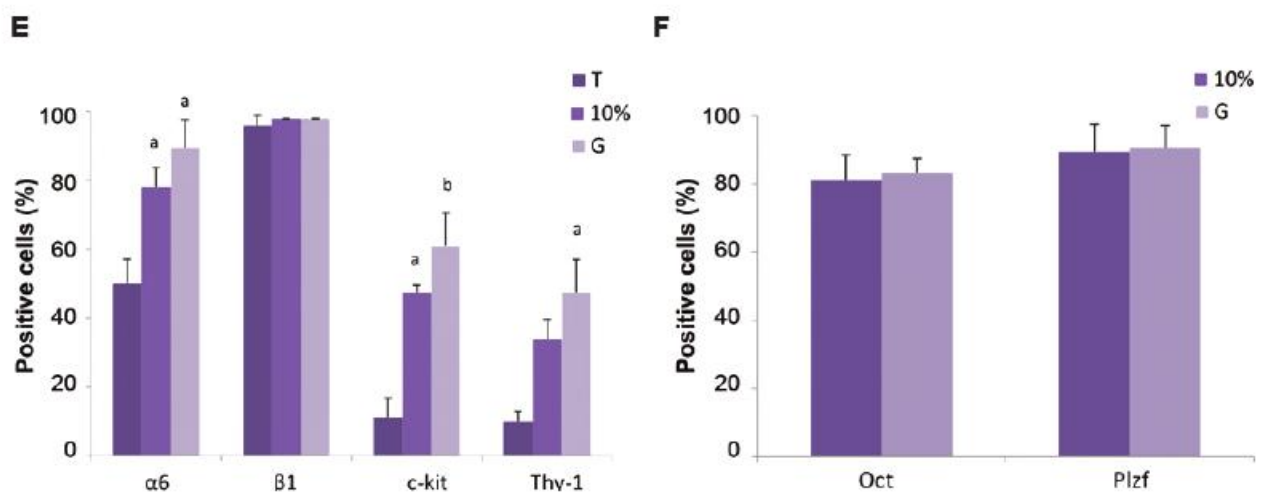 E
T
10%
G
Positive cells (%)
100
80
60
40
20
0
a
a
a
b
a
α6
β1
c-kit
Thy-1
F
10%
G
Positive cells (%)
100
80
60
40
20
0
Oct
Plzf